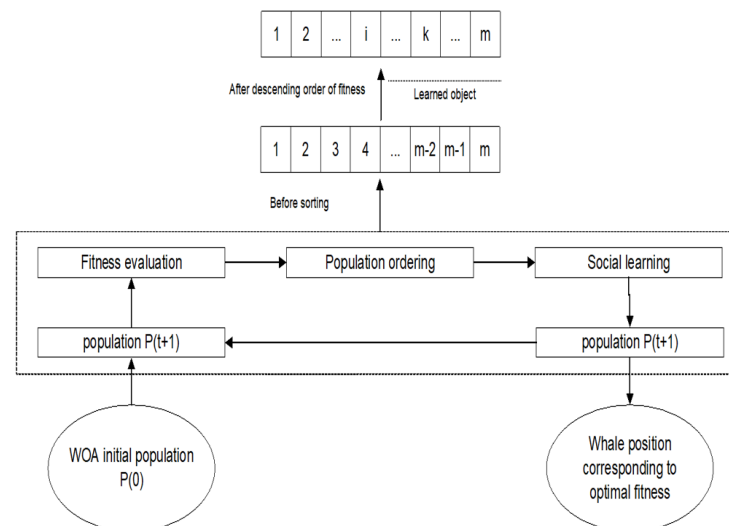 1 2 ... i ... k ... m
After descending order of fitness
Learned object
1 2 3 4 ... m-2 m-1 m
Before sorting
Fitness evaluation
Population ordering
Social learning
population P(t+1)
population P(t+1)
WOA initial population
P(0)
Whale position
corresponding to
optimal fitness